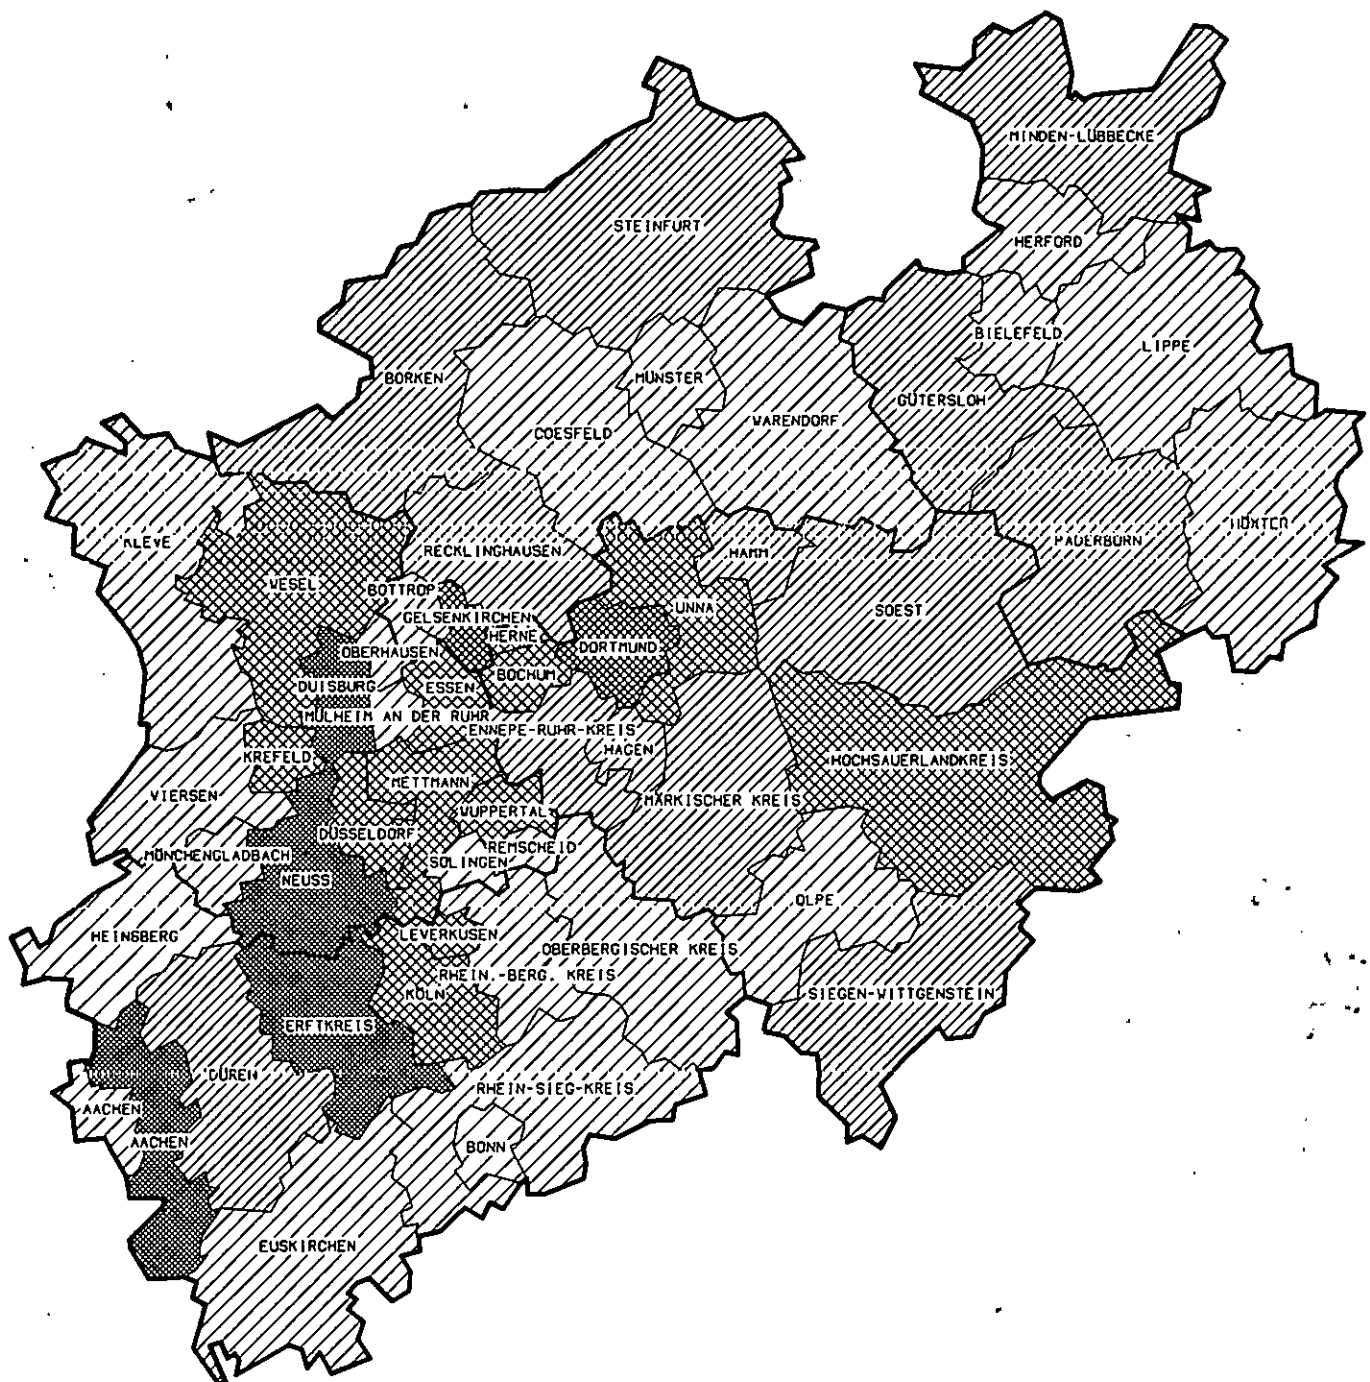 MINDEN-LÜBBECKE
STEINFURT
HERFORD
BIELEFELD
LIPPE
BORKEN
MÜNSTER
GÜTERSLOH
WARENDORF
COESFELD
HÖXTER
KLEVE
PADERBORN
RECKLINGHAUSEN
HAMM
WESEL
BOTTROP
UNNA
SOEST
GELSENKIRCHEN
HERNE
OBERHAUSEN
DORTMUND
BOCHUM
DUISBURG
ESSEN
MÜLHEIM AN DER RUHR
ENNEPE-RUHR-KREIS
HAGEN
KREFELD
HOCHSAUERLANDKREIS
METTMANN
VIERSEN
MÄRKISCHER KREIS
WUPPERTAL
DÜSSELDORF
REMSCHEID
MÖNCHENGLADBACH
SOLINGEN
NEUSS
OLPE
HEINSBERG
LEVERKUSEN
OBERBERGISCHER KREIS
RHEIN.-BERG. KREIS
KÖLN
SIEGEN-WITTGENSTEIN
ERFTKREIS
DÜREN
RHEIN-SIEG-KREIS
AACHEN
AACHEN
BONN
EUSKIRCHEN